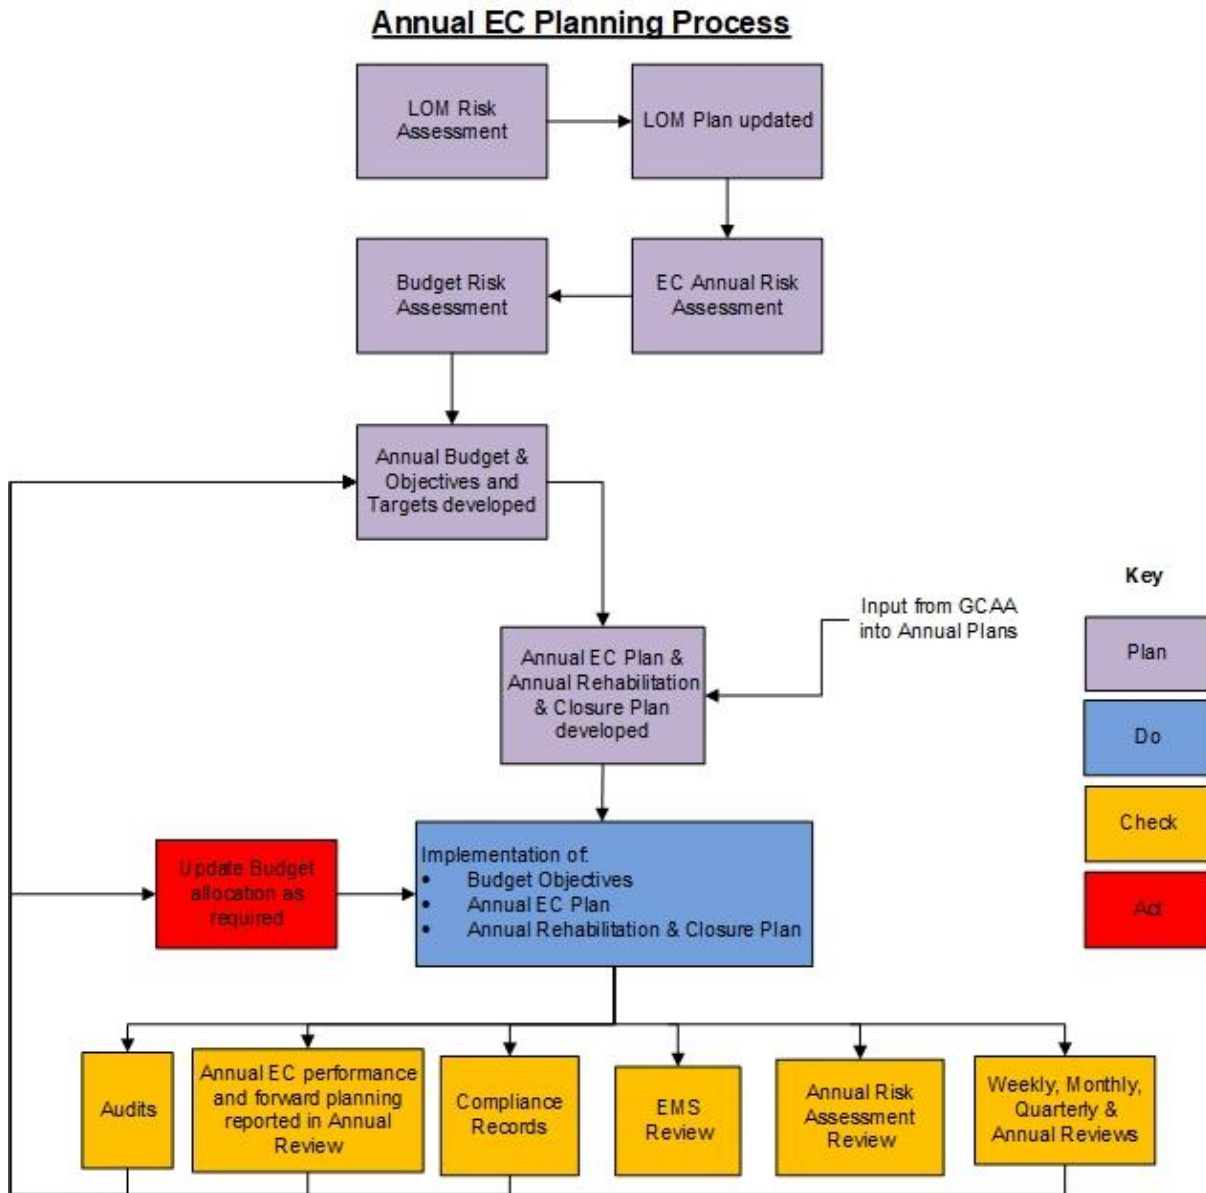 Annual EC Planning Process
LOM Risk
Assessment
LOM Plan updated
Budget Risk
Assessment
EC Annual Risk
Assessment
Annual Budget &
Objectives and
Targets developed
Input from GCAA
into Annual Plans
Annual EC Plan &
Annual Rehabilitation
& Closure Plan
developed
Key
Plan
Do
Check
Act
Update Budget
allocation as
required
Implementation of:
• Budget Objectives
• Annual EC Plan
• Annual Rehabilitation & Closure Plan
Audits
Annual EC performance
and forward planning
reported in Annual
Review
Compliance
Records
EMS
Review
Annual Risk
Assessment
Review
Weekly, Monthly,
Quarterly &
Annual Reviews